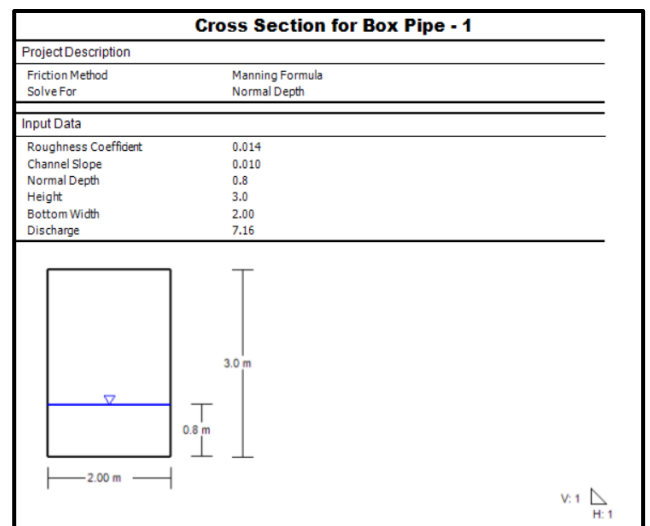 Cross Section for Box Pipe - 1
Project Description
Friction Method Manning Formula
Solve For Normal Depth
Input Data
Roughness Coefficient 0.014
Channel Slope 0.010
Normal Depth 0.8
Height 3.0
Bottom Width 2.00
Discharge 7.16
3.0 m
0.8 m
2.00 m
V: 1
H: 1